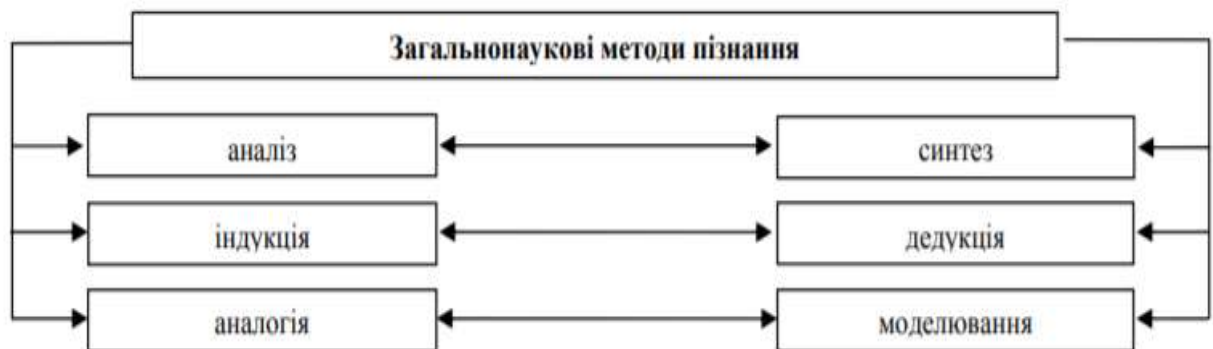 Загальнонаукові методи пізнання
аналіз
синтез
індукція
дедукція
аналогія
моделювання